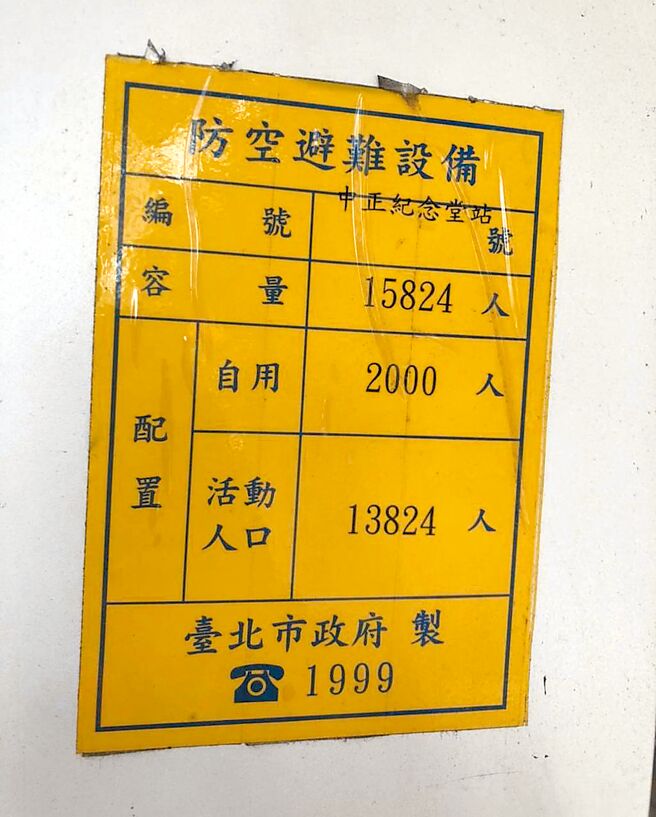 防空避難設備
編號 中正紀念堂站 號
容量 15824 人
配置
自用 2000 人
活動人口 13824 人
臺北市政府 製
☎ 1999